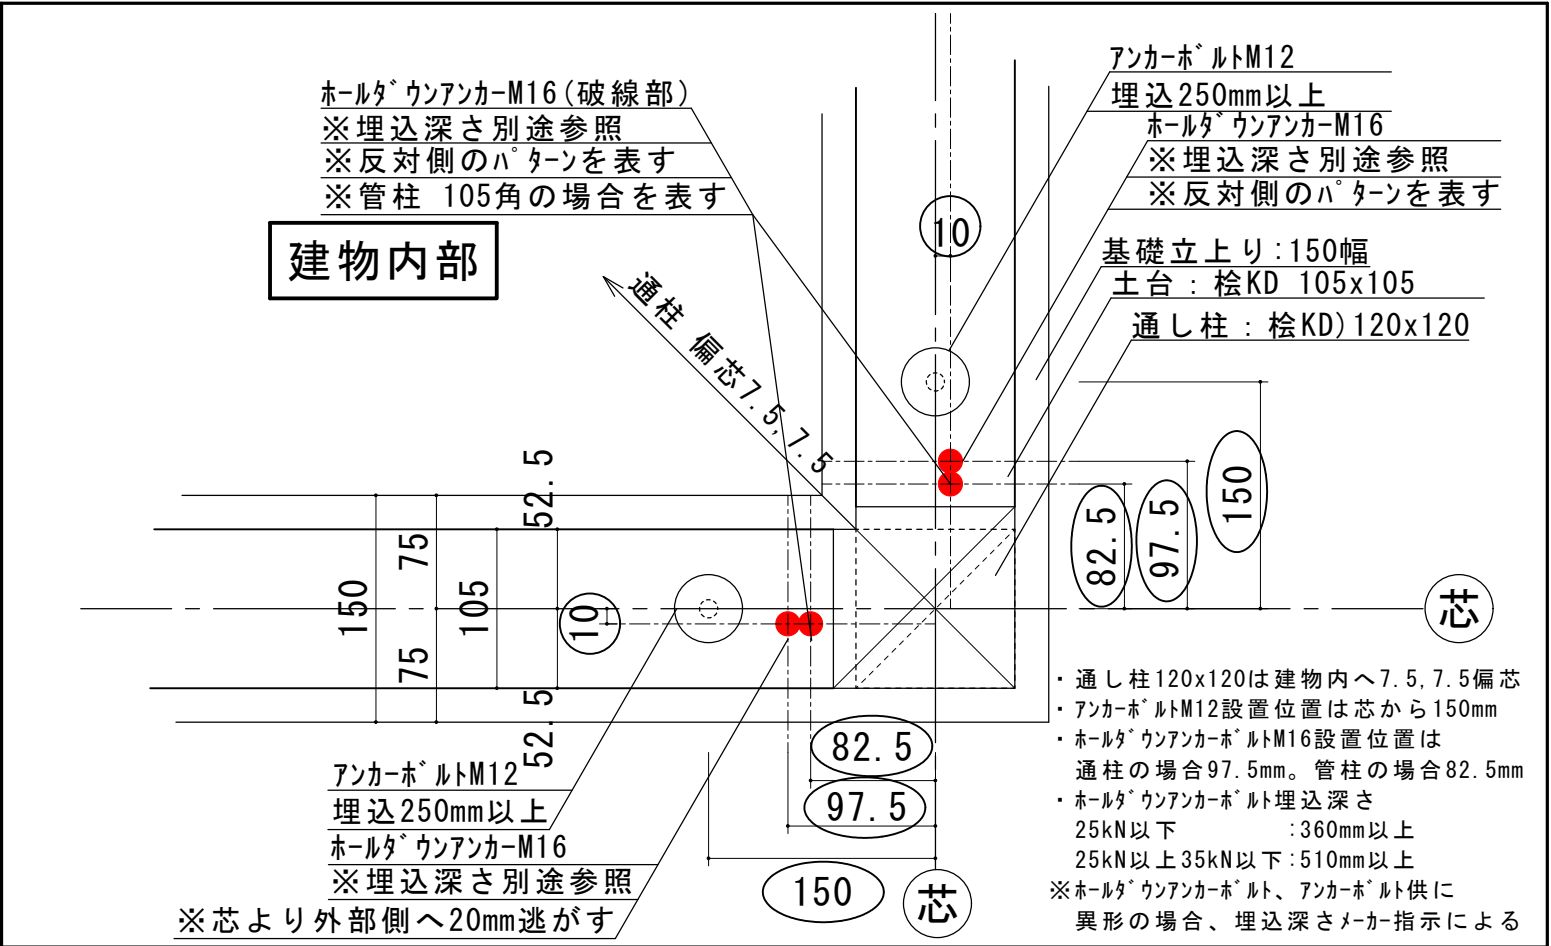 ホールダウンアンカーM16(破線部)
※埋込深さ別途参照
※反対側のパターンを表す
※管柱 105角の場合を表す
建物内部
アンカーボルトM12
埋込250mm以上
ホールダウンアンカーM16
※埋込深さ別途参照
※反対側のパターンを表す
基礎立上り:150幅
土台：桧KD 105x105
通し柱：桧KD)120x120
10
通柱 偏芯7.5,7.5
52.5
75
150
105
10
75
52.5
82.5
97.5
150
芯
82.5
97.5
150
芯
アンカーボルトM12
埋込250mm以上
ホールダウンアンカーM16
※埋込深さ別途参照
※芯より外部側へ20mm逃がす
・通し柱120x120は建物内へ7.5,7.5偏芯
・アンカーボルトM12設置位置は芯から150mm
・ホールダウンアンカーボルトM16設置位置は
通柱の場合97.5mm。管柱の場合82.5mm
・ホールダウンアンカーボルト埋込深さ
25kN以下 :360mm以上
25kN以上35kN以下:510mm以上
※ホールダウンアンカーボルト、アンカーボルト供に
異形の場合、埋込深さメーカー指示による